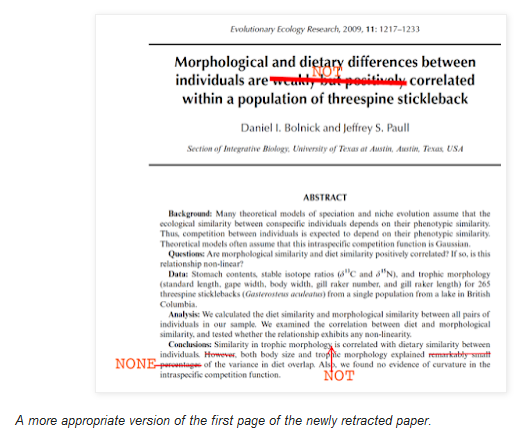 Evolutionary Ecology Research, 2009, 11: 1217–1233
Morphological and dietary differences between
NOT
individuals are weakly but positively correlated
within a population of threespine stickleback
Daniel I. Bolnick and Jeffrey S. Paull
Section of Integrative Biology, University of Texas at Austin, Austin, Texas, USA
ABSTRACT
Background: Many theoretical models of speciation and niche evolution assume that the
ecological similarity between conspecific individuals depends on their phenotypic similarity.
Thus, competition between individuals is expected to depend on their phenotypic similarity.
Theoretical models often assume that this intraspecific competition function is Gaussian.
Questions: Are morphological similarity and diet similarity positively correlated? If so, is this
relationship non-linear?
Data: Stomach contents, stable isotope ratios (δ¹³C and δ¹⁵N), and trophic morphology
(standard length, gape width, body width, gill raker number, and gill raker length) for 265
threespine sticklebacks (Gasterosteus aculeatus) from a single population from a lake in British
Columbia.
Analysis: We calculated the diet similarity and morphological similarity between all pairs of
individuals in our sample. We examined the correlation between diet and morphological
similarity, and tested whether the relationship exhibits any non-linearity.
Conclusions: Similarity in trophic morphology is correlated with dietary similarity between
individuals. However, both body size and trophic morphology explained remarkably small
NONE percentages of the variance in diet overlap. Also, we found no evidence of curvature in the
intraspecific competition function.
NOT
A more appropriate version of the first page of the newly retracted paper.